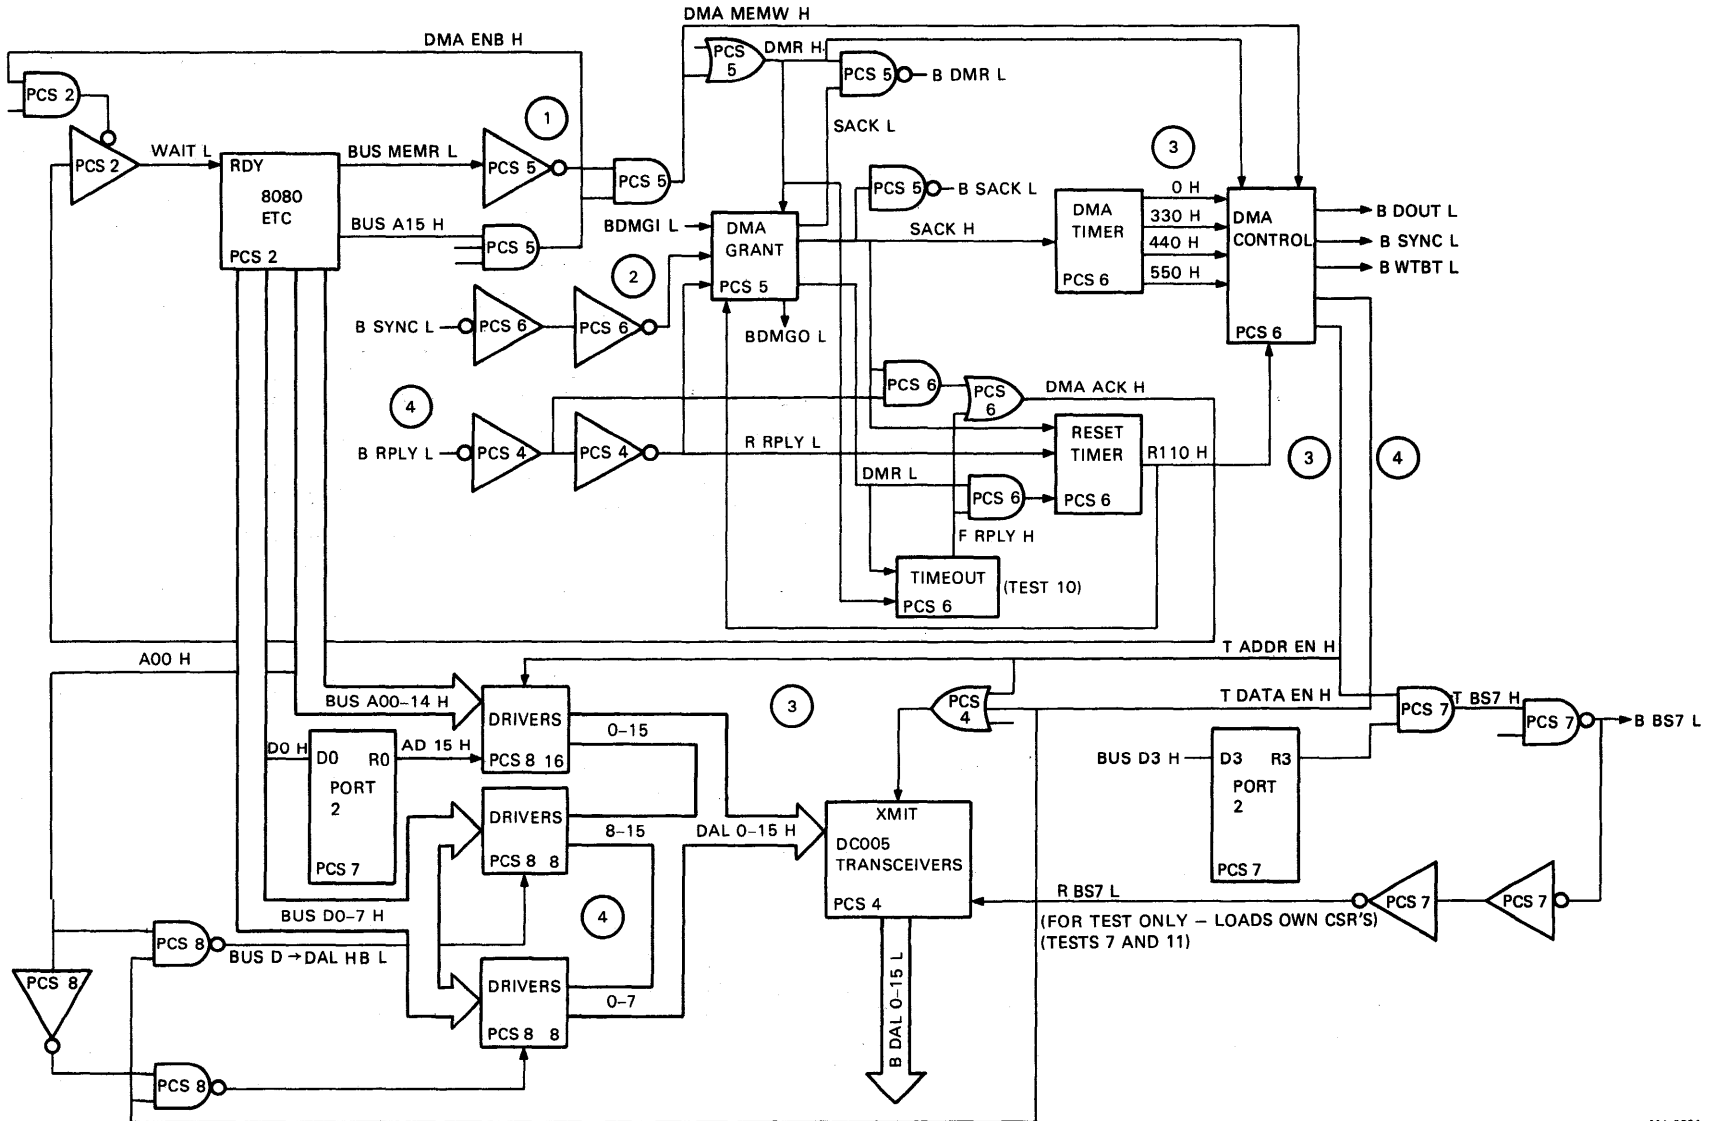 DMA MEMW H
DMA ENB H
PCS 5
DMR H
PCS 5
B DMR L
PCS 2
1
SACK L
3
PCS 2
WAIT L
RDY
8080
ETC
PCS 2
BUS MEMR L
PCS 5
PCS 5
PCS 5
B SACK L
0 H
330 H
440 H
550 H
DMA
TIMER
PCS 6
DMA
CONTROL
PCS 6
B DOUT L
B SYNC L
B WTBT L
BUS A15 H
PCS 5
BDMGI L
DMA
GRANT
PCS 5
SACK H
2
B SYNC L
PCS 6
PCS 6
BDMGO L
4
PCS 6
PCS 6
DMA ACK H
B RPLY L
PCS 4
PCS 4
R RPLY L
RESET
TIMER
PCS 6
R110 H
3
4
DMR L
PCS 6
F RPLY H
TIMEOUT
PCS 6
(TEST 10)
A00 H
T ADDR EN H
BUS A00-14 H
DRIVERS
PCS 8 16
3
PCS 4
T DATA EN H
PCS 7
T BS7 H
PCS 7
B BS7 L
0-15
D0 H
D0 R0
PORT
2
PCS 7
AD 15 H
BUS D3 H
D3 R3
PORT
2
PCS 7
DRIVERS
PCS 8 8
8-15
DAL 0-15 H
XMIT
DC005
TRANSCEIVERS
PCS 4
R BS7 L
PCS 7
PCS 7
(FOR TEST ONLY – LOADS OWN CSR'S)
(TESTS 7 AND 11)
BUS D0-7 H
4
PCS 8
BUS D→DAL HB L
PCS 8
DRIVERS
PCS 8 8
0-7
B DAL 0-15 L
PCS 8